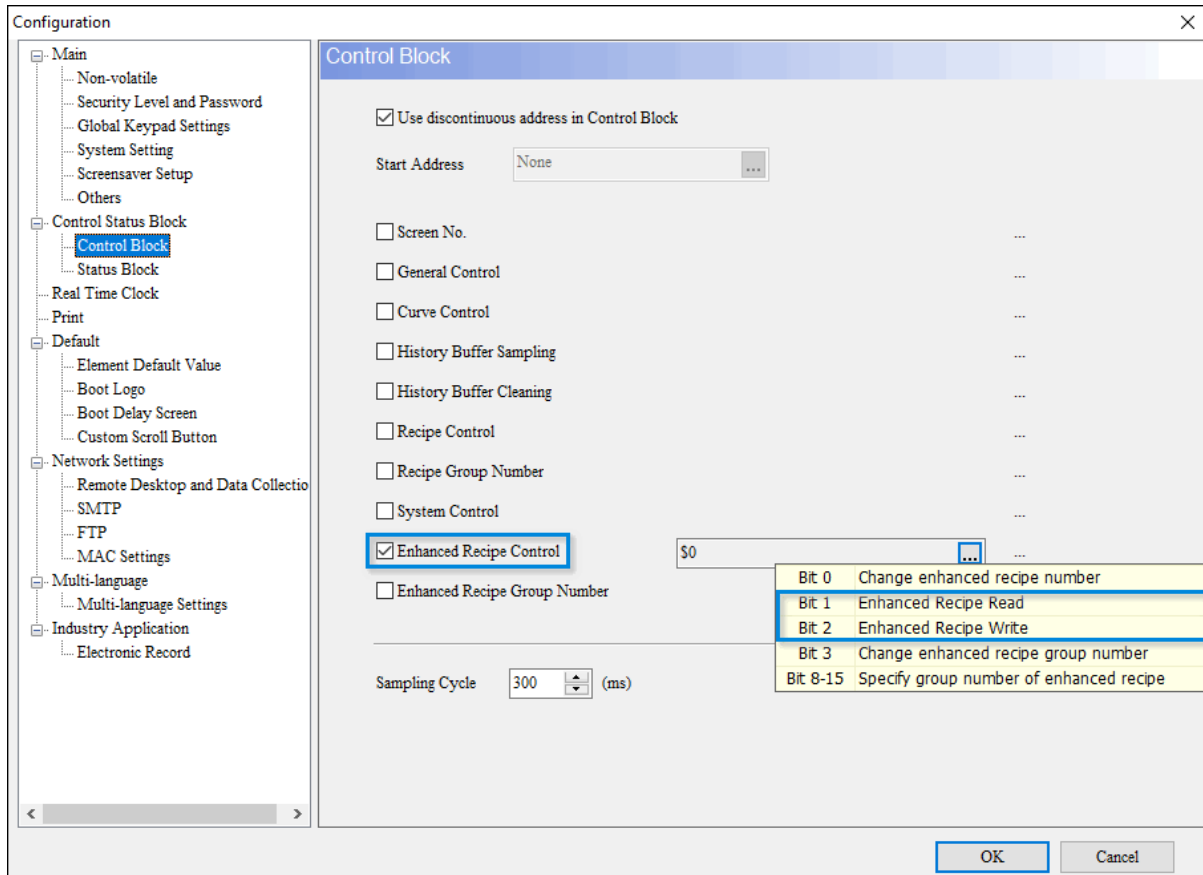 Configuration
Main
Non-volatile
Security Level and Password
Global Keypad Settings
System Setting
Screensaver Setup
Others
Control Status Block
Control Block
Status Block
Real Time Clock
Print
Default
Element Default Value
Boot Logo
Boot Delay Screen
Custom Scroll Button
Network Settings
Remote Desktop and Data Collectio
SMTP
FTP
MAC Settings
Multi-language
Multi-language Settings
Industry Application
Electronic Record
Control Block
Use discontinuous address in Control Block
Start Address None ...
Screen No. ...
General Control ...
Curve Control ...
History Buffer Sampling ...
History Buffer Cleaning ...
Recipe Control ...
Recipe Group Number ...
System Control ...
Enhanced Recipe Control $0 ... ...
Enhanced Recipe Group Number
Bit 0 Change enhanced recipe number
Bit 1 Enhanced Recipe Read
Bit 2 Enhanced Recipe Write
Bit 3 Change enhanced recipe group number
Bit 8-15 Specify group number of enhanced recipe
Sampling Cycle 300 (ms)
OK Cancel